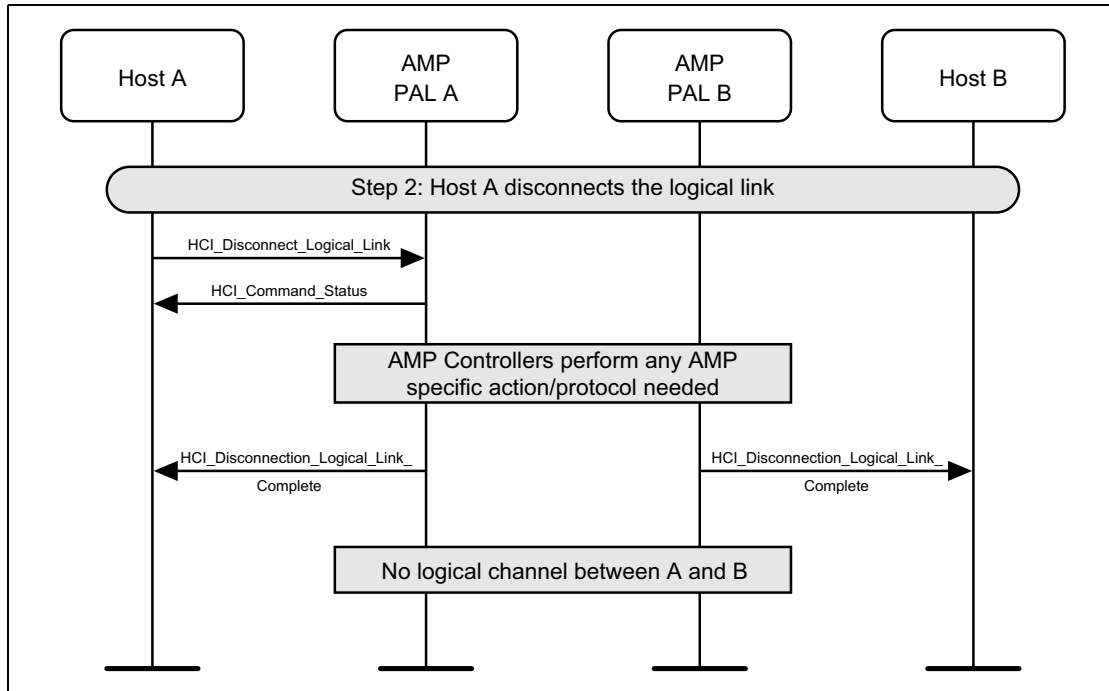 Host A
AMP
PAL A
AMP
PAL B
Host B
Step 2: Host A disconnects the logical link
HCI_Disconnect_Logical_Link
HCI_Command_Status
AMP Controllers perform any AMP
specific action/protocol needed
HCI_Disconnection_Logical_Link_
Complete
HCI_Disconnection_Logical_Link_
Complete
No logical channel between A and B